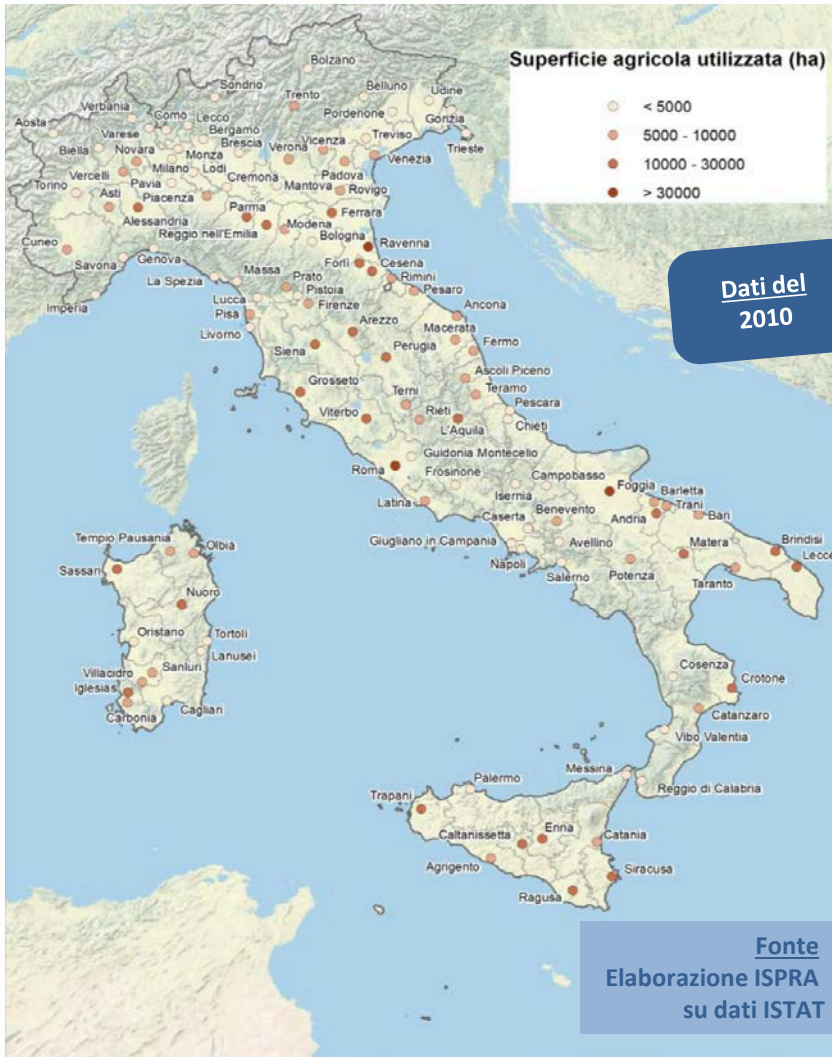 Superficie agricola utilizzata (ha)
< 5000
5000 - 10000
10000 - 30000
> 30000
Dati del
2010
Bolzano
Sondrio
Belluno
Udine
Trento
Pordenone
Gorizia
Verbania
Como
Lecco
Aosta
Varese
Bergamo
Treviso
Biella
Brescia
Vicenza
Trieste
Novara
Monza
Verona
Venezia
Vercelli
Milano
Lodi
Padova
Torino
Pavia
Cremona
Mantova
Rovigo
Asti
Piacenza
Parma
Ferrara
Alessandria
Modena
Reggio nell'Emilia
Bologna
Ravenna
Cuneo
Genova
Forlì
Cesena
Savona
Massa
Prato
Rimini
La Spezia
Pistoia
Pesaro
Imperia
Lucca
Firenze
Ancona
Pisa
Arezzo
Macerata
Livorno
Fermo
Siena
Perugia
Ascoli Piceno
Grosseto
Terni
Teramo
Viterbo
Rieti
Pescara
L'Aquila
Chieti
Guidonia Montecelio
Roma
Frosinone
Campobasso
Foggia
Barletta
Latina
Isernia
Trani
Caserta
Benevento
Andria
Bari
Tempio Pausania
Olbia
Giugliano in Campania
Avellino
Matera
Brindisi
Lecce
Sassari
Napoli
Salerno
Potenza
Taranto
Nuoro
Oristano
Tortolì
Lanusei
Villacidro
Sanluri
Cosenza
Iglesias
Crotone
Carbonia
Cagliari
Catanzaro
Vibo Valentia
Messina
Palermo
Reggio di Calabria
Trapani
Caltanissetta
Enna
Catania
Agrigento
Siracusa
Ragusa
Fonte
Elaborazione ISPRA
su dati ISTAT